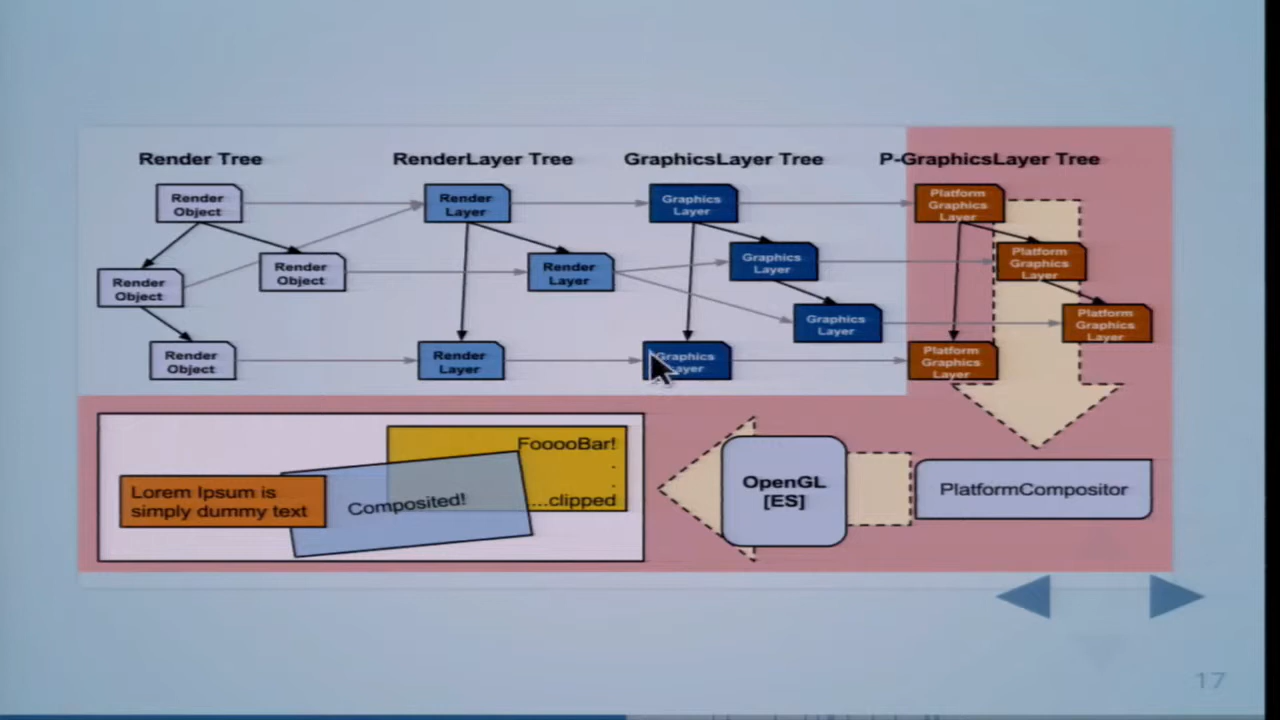 Render Tree
RenderLayer Tree
GraphicsLayer Tree
P-GraphicsLayer Tree
Render
Object
Render
Layer
Graphics
Layer
Platform
Graphics
Layer
Render
Object
Render
Object
Render
Layer
Graphics
Layer
Platform
Graphics
Layer
Graphics
Layer
Platform
Graphics
Layer
Render
Object
Render
Layer
Graphics
Layer
Platform
Graphics
Layer
FooooBar!
.
.
...clipped
Lorem Ipsum is
simply dummy text
Composited!
OpenGL
[ES]
PlatformCompositor
17